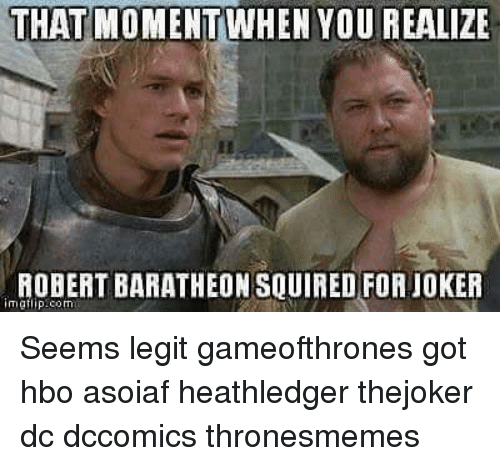 THAT MOMENT WHEN YOU REALIZE
ROBERT BARATHEON SQUIRED FOR JOKER
imgflip.com
Seems legit gameofthrones got
hbo asoiaf heathledger thejoker
dc dccomics thronesmemes